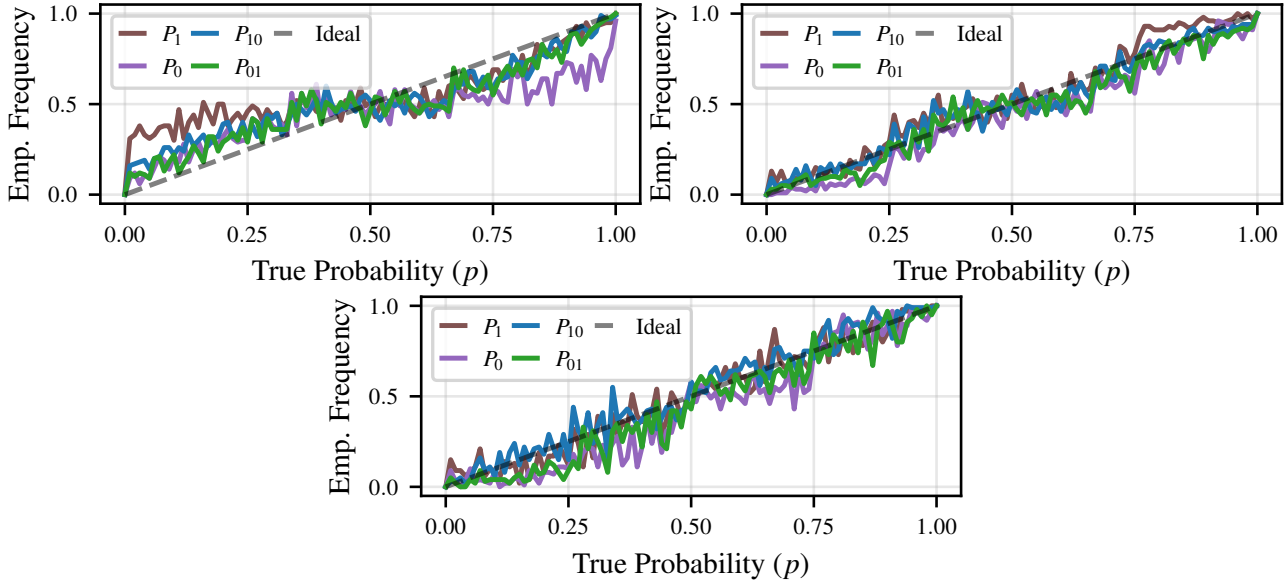 P1 P10 Ideal
P0 P01
Emp. Frequency
1.0
0.5
0.0
0.00 0.25 0.50 0.75 1.00
True Probability (p)
P1 P10 Ideal
P0 P01
Emp. Frequency
1.0
0.5
0.0
0.00 0.25 0.50 0.75 1.00
True Probability (p)
P1 P10 Ideal
P0 P01
Emp. Frequency
1.0
0.5
0.0
0.00 0.25 0.50 0.75 1.00
True Probability (p)